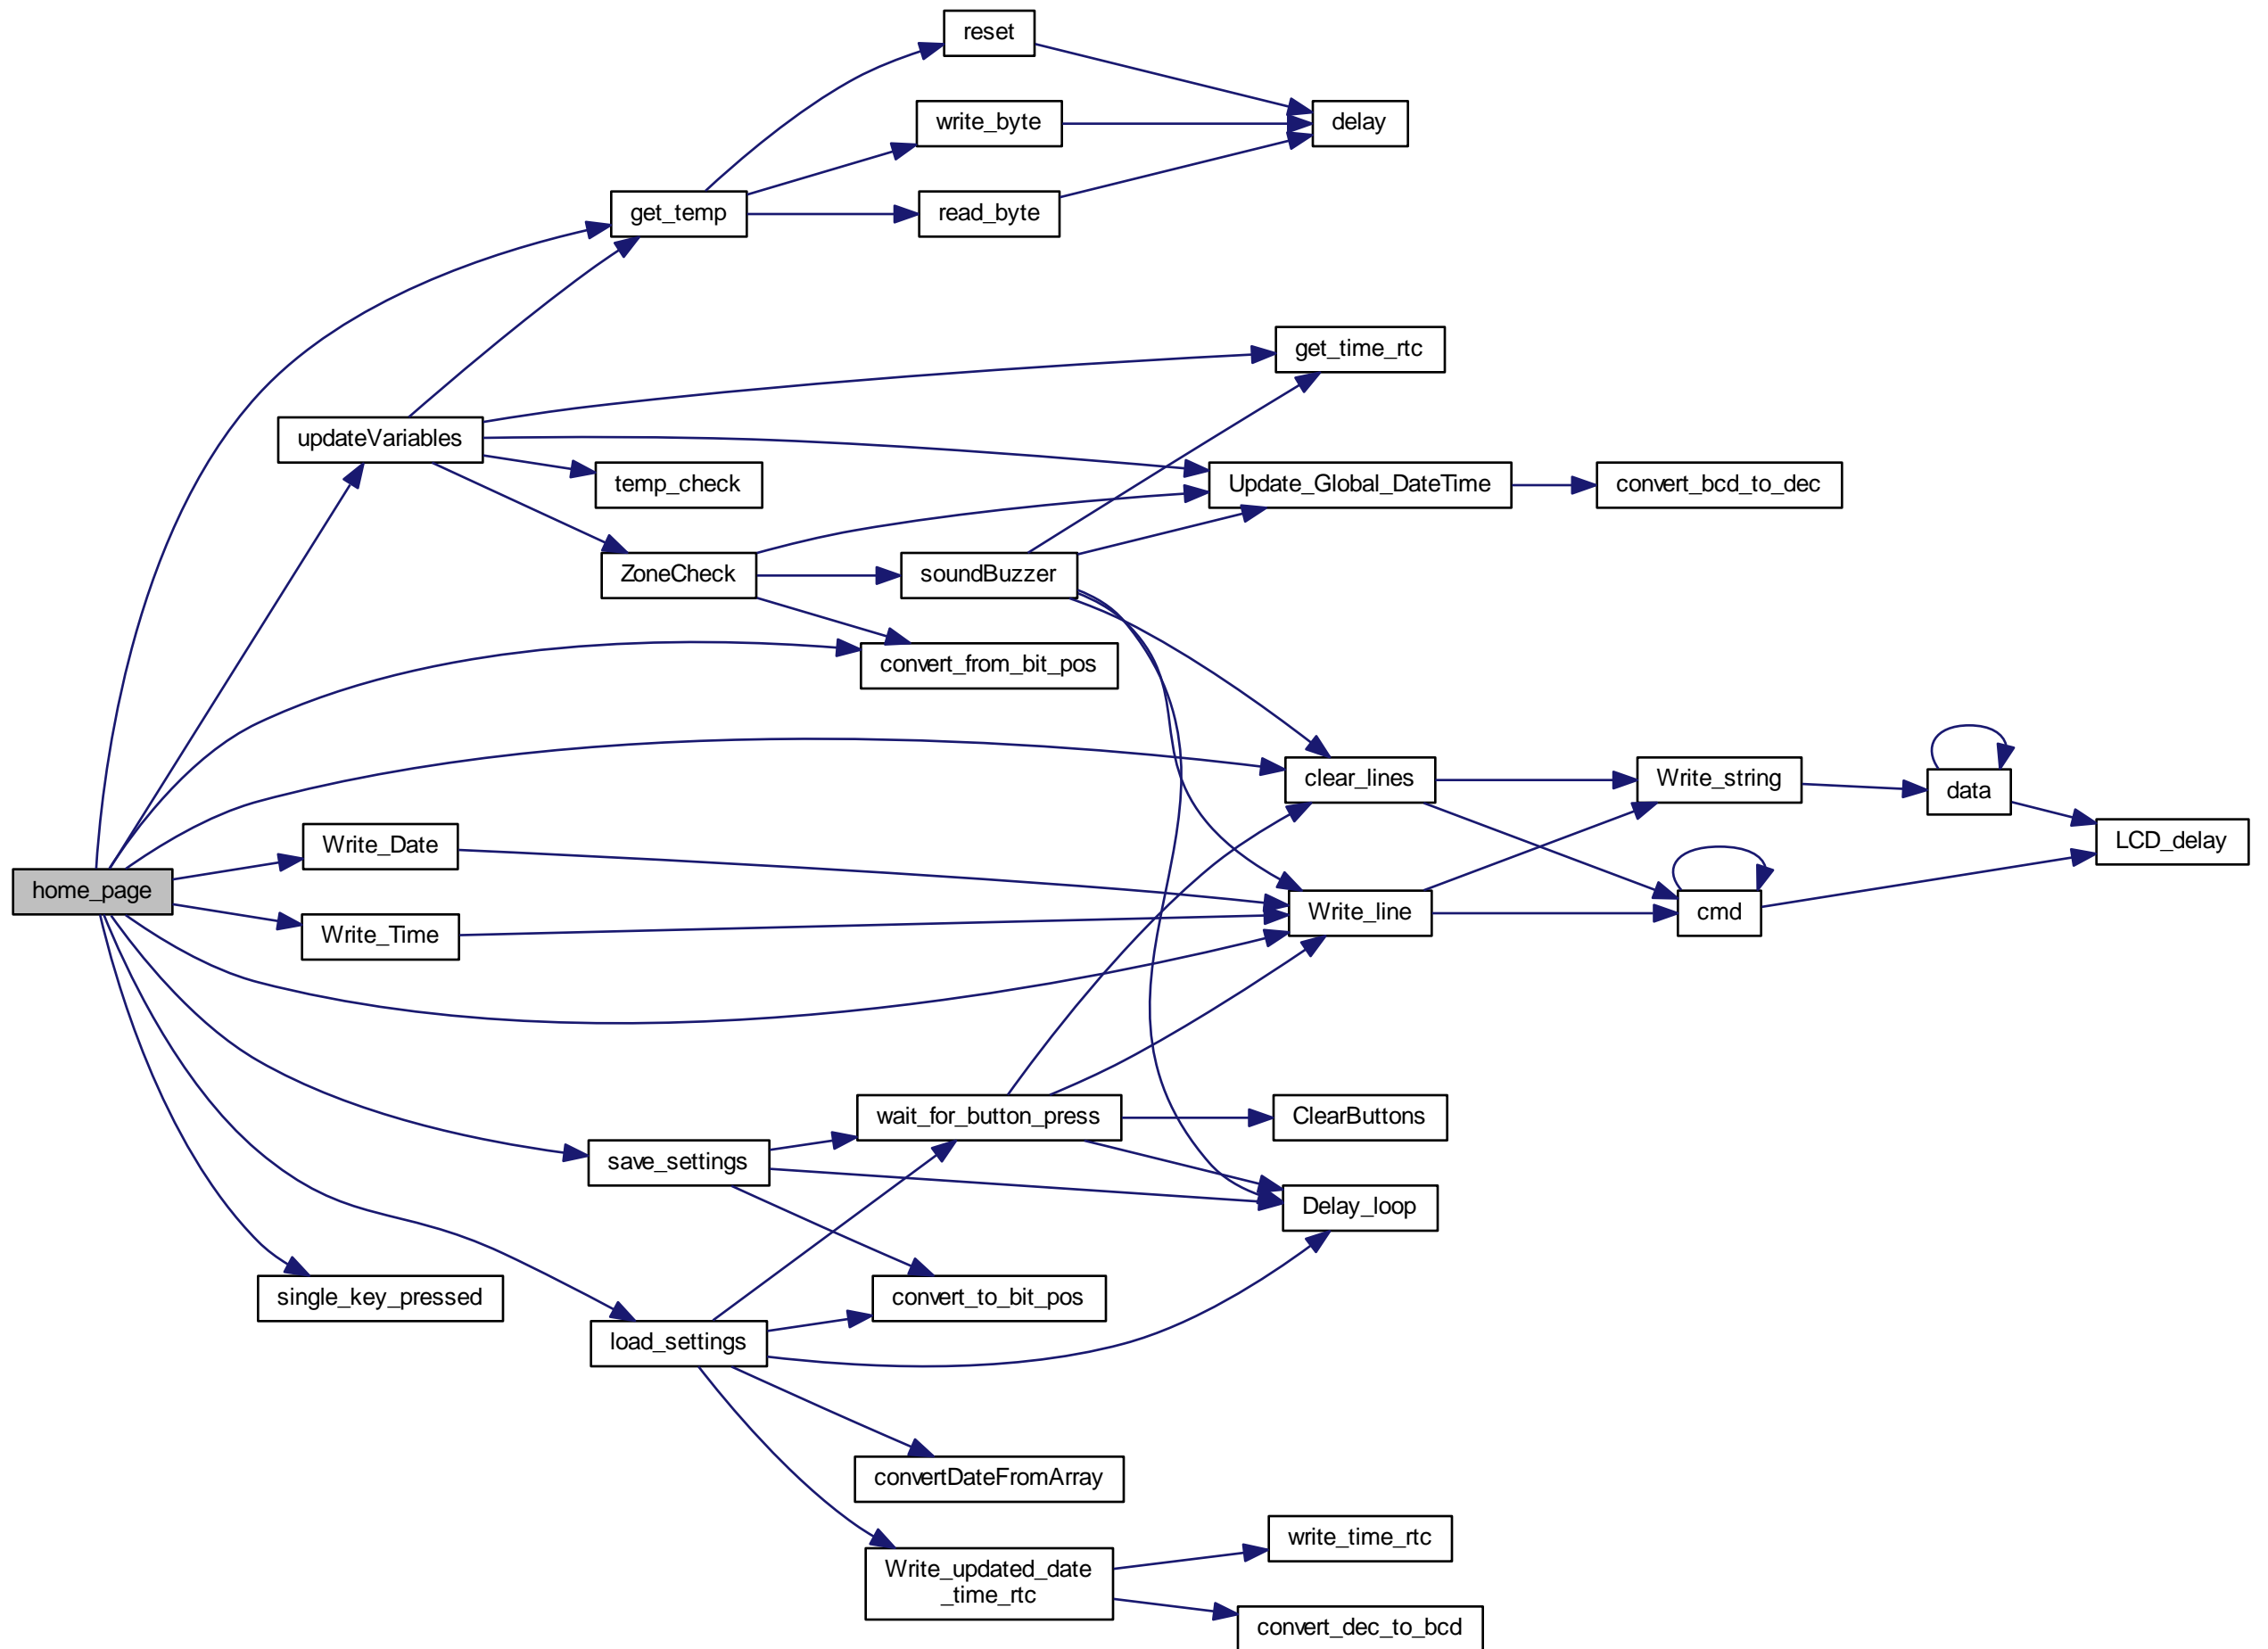 reset
write_byte
delay
get_temp
read_byte
get_time_rtc
updateVariables
temp_check
Update_Global_DateTime
convert_bcd_to_dec
ZoneCheck
soundBuzzer
convert_from_bit_pos
clear_lines
Write_string
data
Write_Date
LCD_delay
home_page
Write_Time
Write_line
cmd
wait_for_button_press
ClearButtons
save_settings
Delay_loop
single_key_pressed
convert_to_bit_pos
load_settings
convertDateFromArray
write_time_rtc
Write_updated_date
_time_rtc
convert_dec_to_bcd